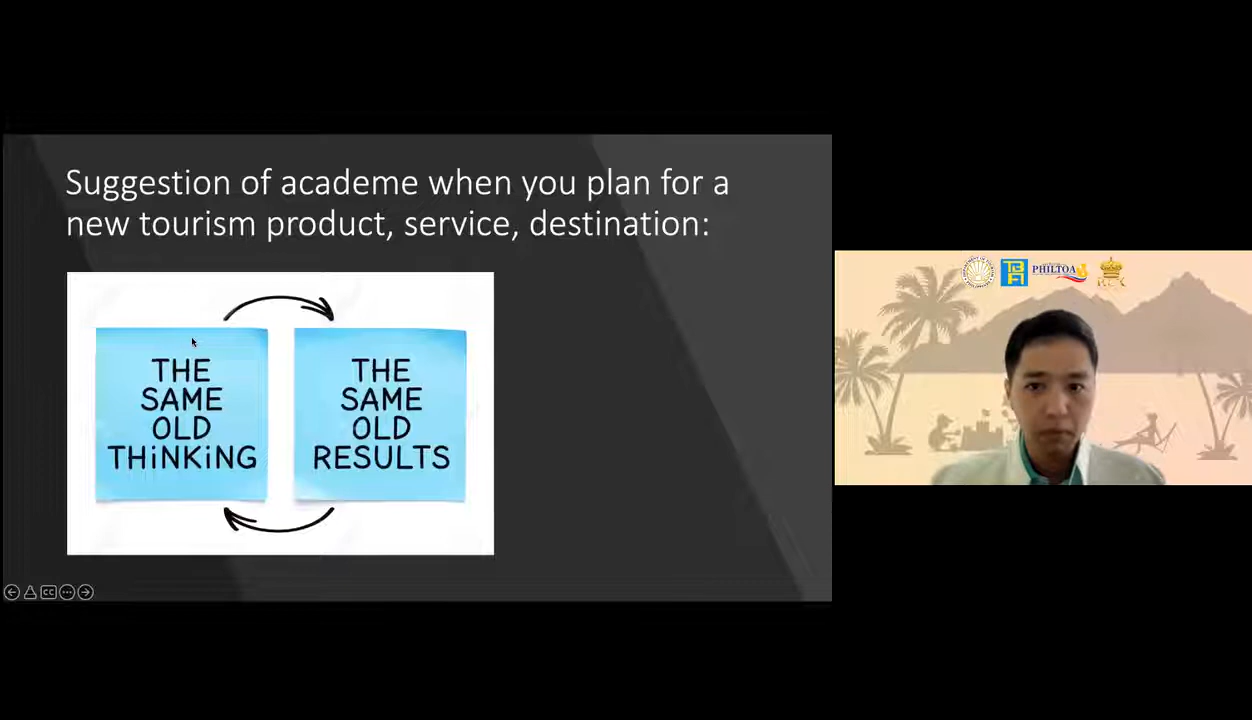 Suggestion of academe when you plan for a
new tourism product, service, destination:
THE
SAME
OLD
THiNKiNG
THE
SAME
OLD
RESULTS
CC
PHILTOA